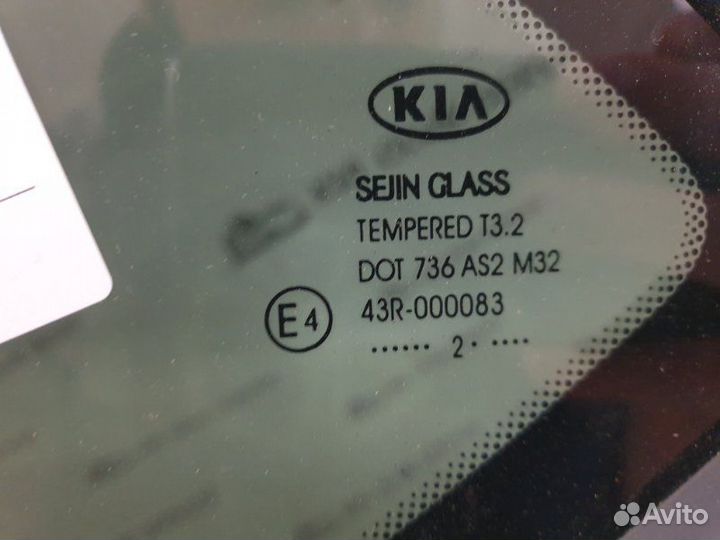 KIA
SEJIN GLASS
TEMPERED T3.2
DOT 736 AS2 M32
E4 43R-000083
...... 2. ....
Avito